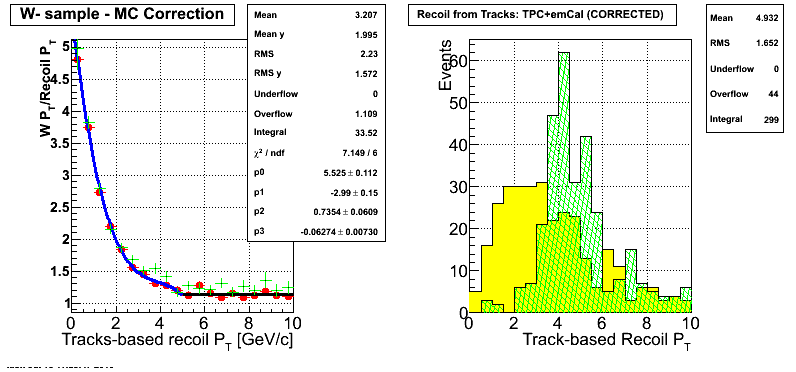 W- sample - MC Correction
Mean 3.207
Mean y 1.995
RMS 2.23
RMS y 1.572
Underflow 0
Overflow 1.109
Integral 33.52
χ² / ndf 7.149 / 6
p0 5.525 ± 0.112
p1 -2.99 ± 0.15
p2 0.7354 ± 0.0609
p3 -0.06274 ± 0.00730
W P_T/Recoil P_T
5
4.5
4
3.5
3
2.5
2
1.5
1
0 2 4 6 8 10
Tracks-based recoil P_T [GeV/c]
Recoil from Tracks: TPC+emCal (CORRECTED)
Mean 4.932
RMS 1.652
Underflow 0
Overflow 44
Integral 299
Events
60
50
40
30
20
10
0
0 2 4 6 8 10
Track-based Recoil P_T